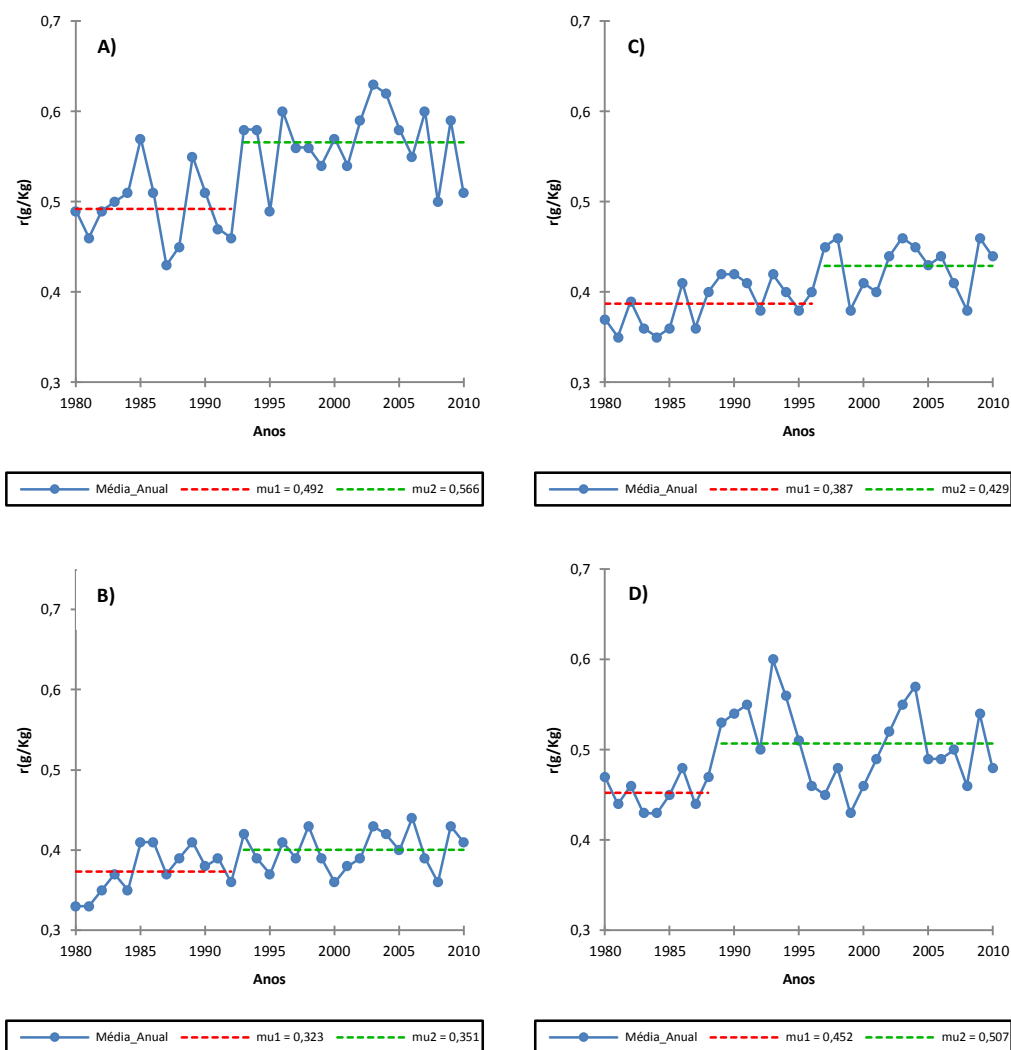 A)
0,7
0,6
0,5
0,4
0,3
r(g/Kg)
1980 1985 1990 1995 2000 2005 2010
Anos
Média_Anual mu1 = 0,492 mu2 = 0,566
C)
0,7
0,6
0,5
0,4
0,3
r(g/Kg)
1980 1985 1990 1995 2000 2005 2010
Anos
Média_Anual mu1 = 0,387 mu2 = 0,429
B)
0,7
0,6
0,5
0,4
0,3
r(g/Kg)
1980 1985 1990 1995 2000 2005 2010
Anos
Média_Anual mu1 = 0,323 mu2 = 0,351
D)
0,7
0,6
0,5
0,4
0,3
r(g/Kg)
1980 1985 1990 1995 2000 2005 2010
Anos
Média_Anual mu1 = 0,452 mu2 = 0,507